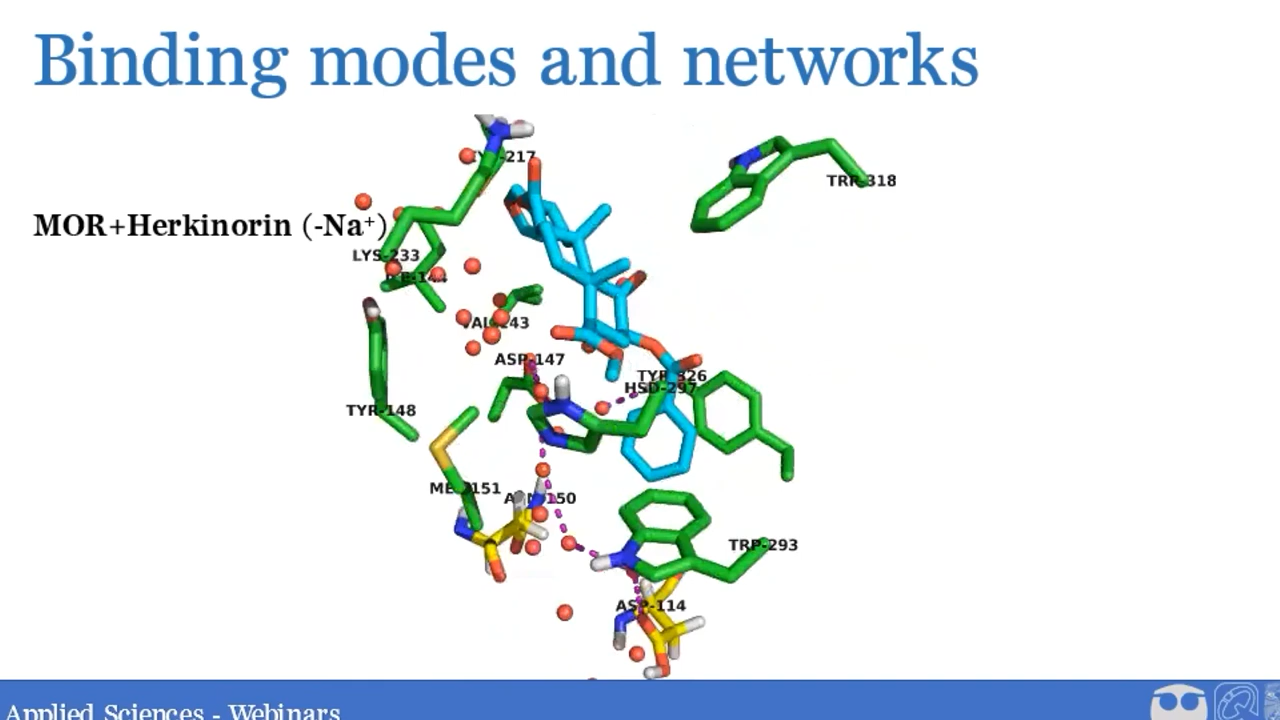 Binding modes and networks
217
TRP-318
MOR+Herkinorin (-Na⁺)
LYS-233
ASP-147
TYR-326
HSD-297
TYR-148
TRP-293
ASP-114
Applied Sciences - Webinars